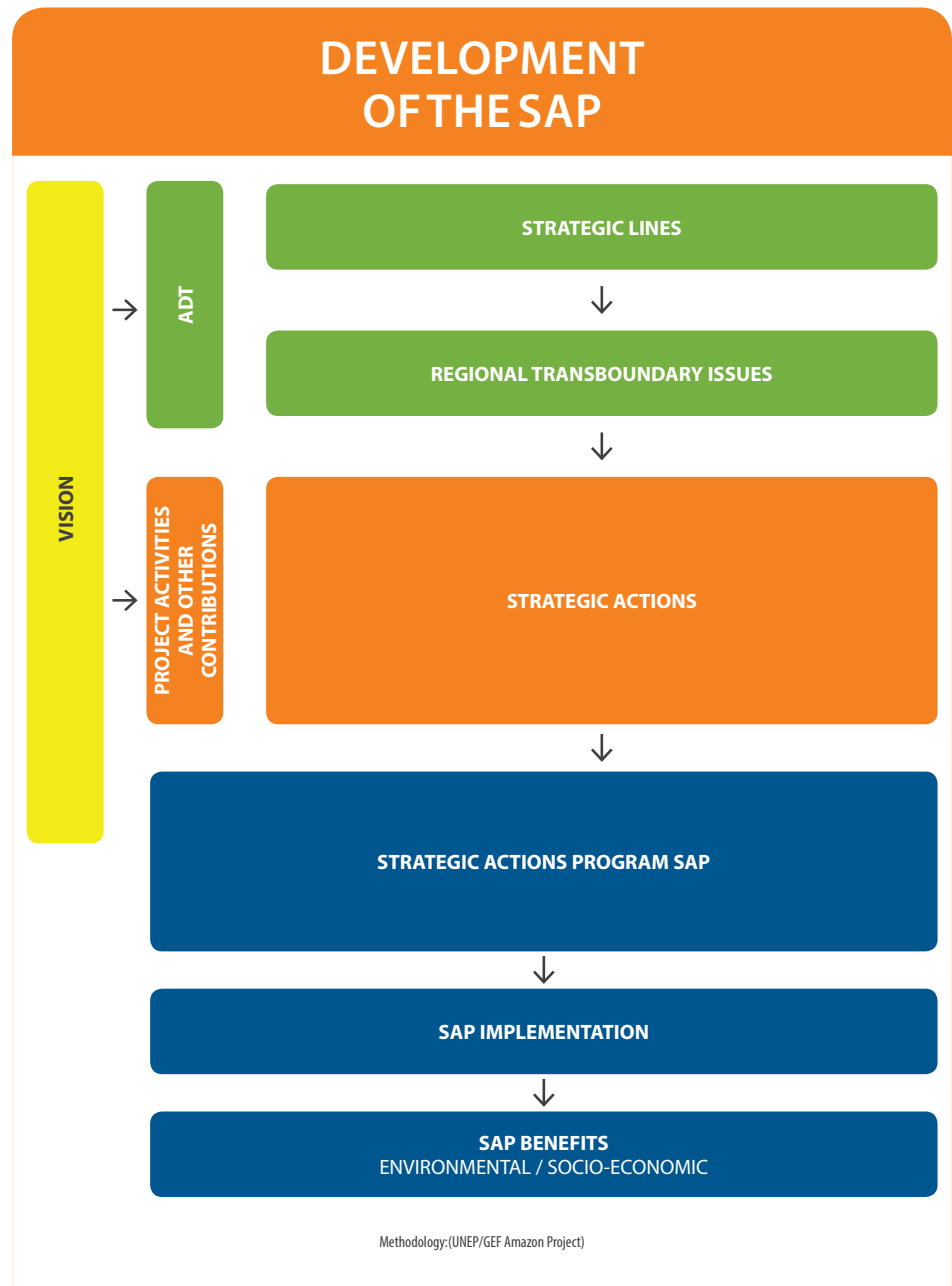 DEVELOPMENT
OF THE SAP
VISION
ADT
STRATEGIC LINES
REGIONAL TRANSBOUNDARY ISSUES
PROJECT ACTIVITIES
AND OTHER
CONTRIBUTIONS
STRATEGIC ACTIONS
STRATEGIC ACTIONS PROGRAM SAP
SAP IMPLEMENTATION
SAP BENEFITS
ENVIRONMENTAL / SOCIO-ECONOMIC
Methodology:(UNEP/GEF Amazon Project)